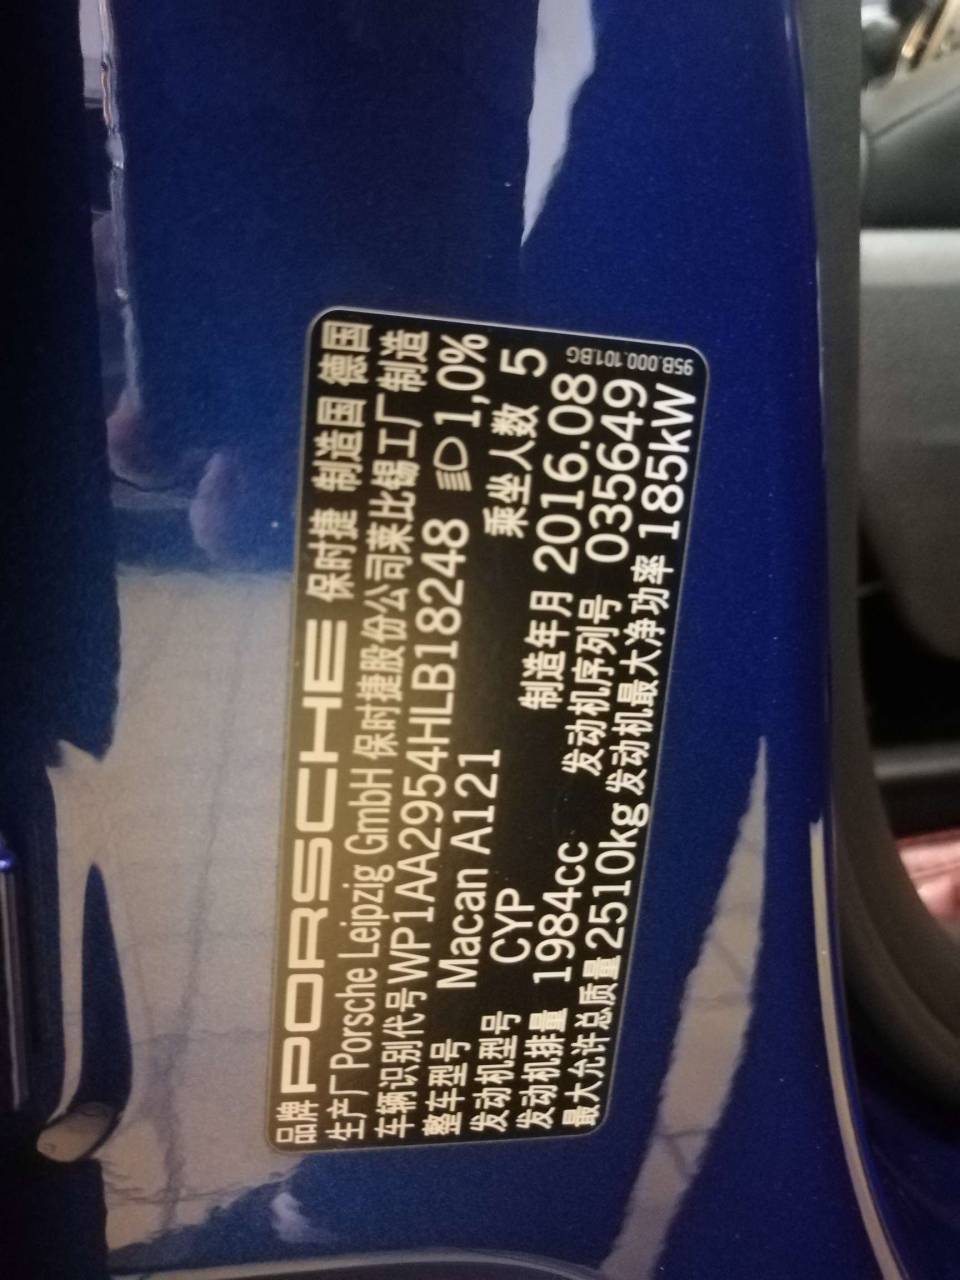 品牌 PORSCHE 保时捷 制造国 德国
生产厂 Porsche Leipzig GmbH 保时捷股份公司莱比锡工厂制造
车辆识别代号 WP1AA2954HLB18248 1,0%
整车型号 Macan A121 乘坐人数 5
发动机型号 CYP 制造年月 2016.08
发动机排量 1984cc 发动机序列号 035649
最大允许总质量 2510kg 发动机最大净功率 185kW
95B.000.101.BG